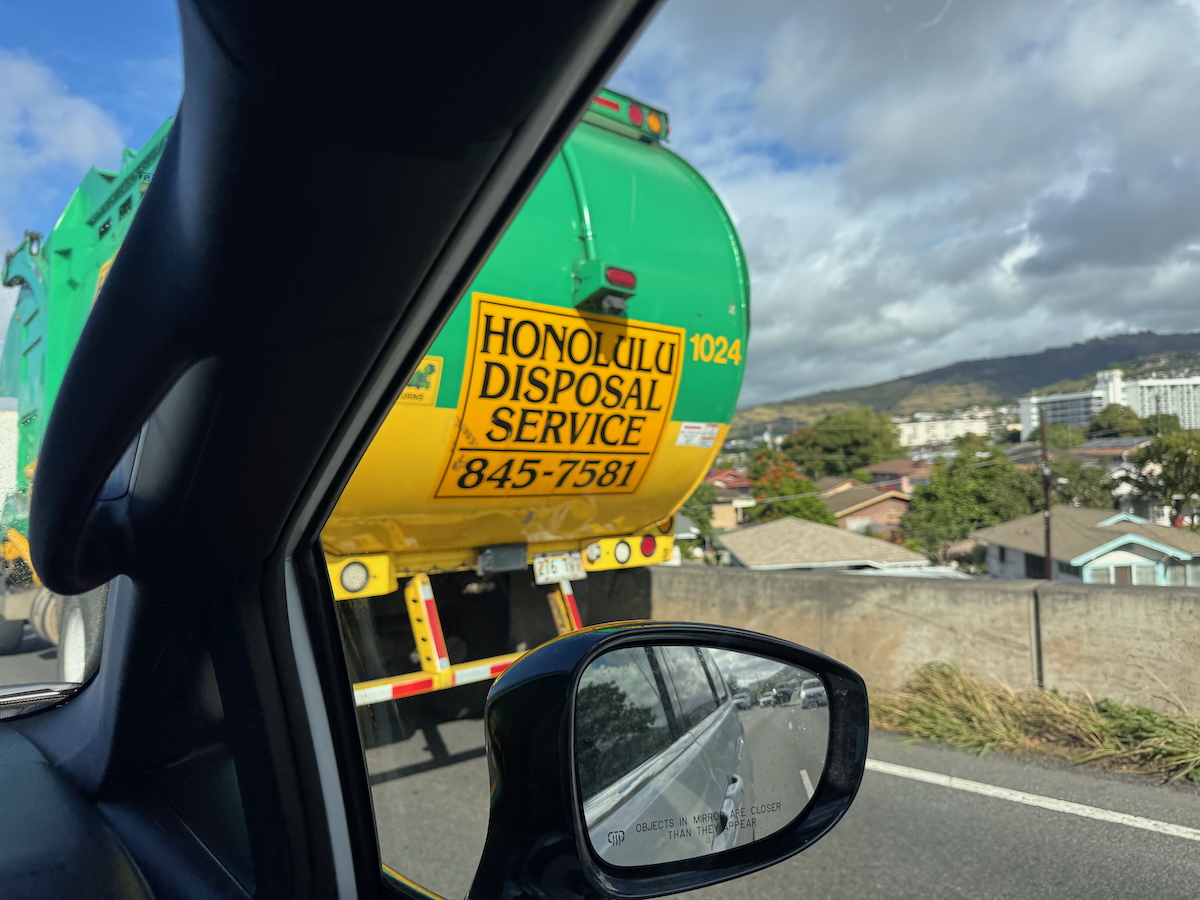 HONOLULU
DISPOSAL
SERVICE
845-7581
1024
OBJECTS IN MIRROR ARE CLOSER
THAN THEY APPEAR